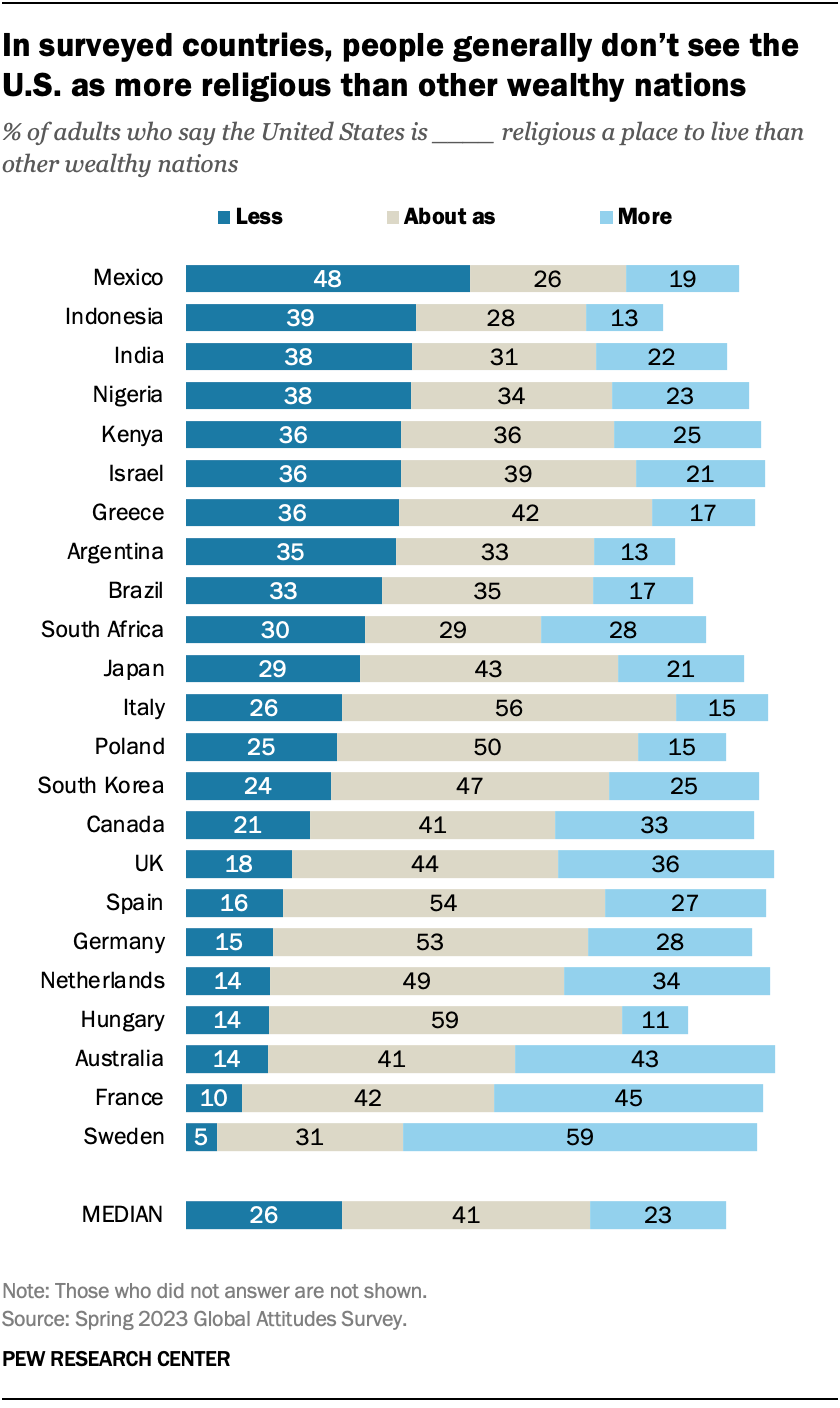 In surveyed countries, people generally don’t see the
U.S. as more religious than other wealthy nations
% of adults who say the United States is ____ religious a place to live than
other wealthy nations
Less About as More
Mexico 48 26 19
Indonesia 39 28 13
India 38 31 22
Nigeria 38 34 23
Kenya 36 36 25
Israel 36 39 21
Greece 36 42 17
Argentina 35 33 13
Brazil 33 35 17
South Africa 30 29 28
Japan 29 43 21
Italy 26 56 15
Poland 25 50 15
South Korea 24 47 25
Canada 21 41 33
UK 18 44 36
Spain 16 54 27
Germany 15 53 28
Netherlands 14 49 34
Hungary 14 59 11
Australia 14 41 43
France 10 42 45
Sweden 5 31 59
MEDIAN 26 41 23
Note: Those who did not answer are not shown.
Source: Spring 2023 Global Attitudes Survey.
PEW RESEARCH CENTER